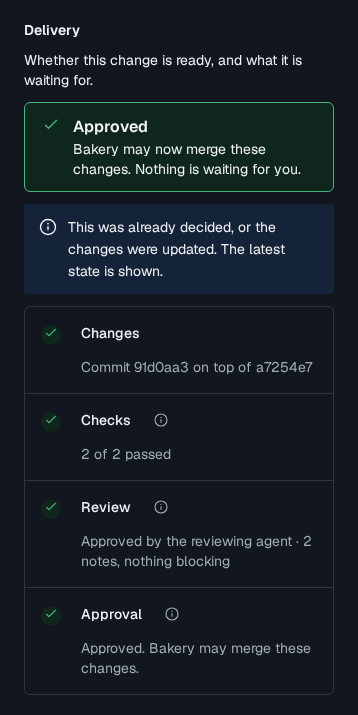 Delivery
Whether this change is ready, and what it is
waiting for.
Approved
Bakery may now merge these
changes. Nothing is waiting for you.
This was already decided, or the
changes were updated. The latest
state is shown.
Changes
Commit 91d0aa3 on top of a7254e7
Checks
2 of 2 passed
Review
Approved by the reviewing agent · 2
notes, nothing blocking
Approval
Approved. Bakery may merge these
changes.